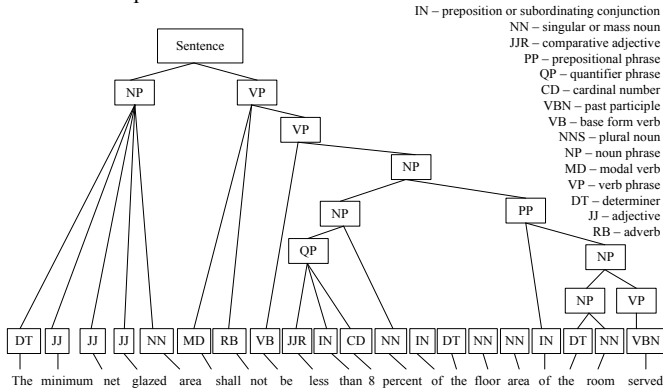 IN – preposition or subordinating conjunction
NN – singular or mass noun
JJR – comparative adjective
PP – prepositional phrase
QP – quantifier phrase
CD – cardinal number
VBN – past participle
VB – base form verb
NNS – plural noun
NP – noun phrase
MD – modal verb
VP – verb phrase
DT – determiner
JJ – adjective
RB – adverb
Sentence
NP VP
VP
NP
NP PP
QP NP
NP VP
DT JJ JJ JJ NN MD RB VB JJR IN CD NN IN DT NN NN IN DT NN VBN
The minimum net glazed area shall not be less than 8 percent of the floor area of the room served